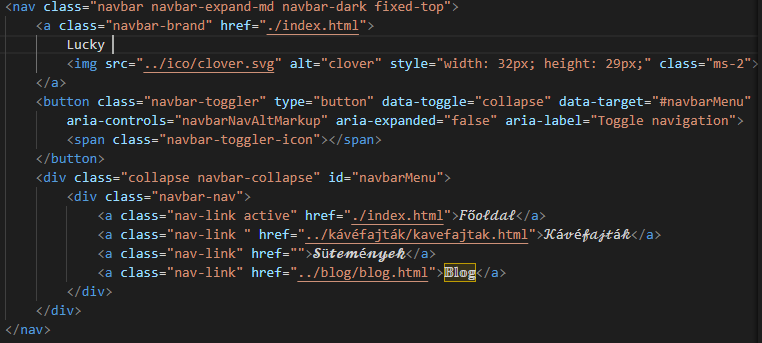 <nav class="navbar navbar-expand-md navbar-dark fixed-top">
<a class="navbar-brand" href="./index.html">
Lucky
<img src="../ico/clover.svg" alt="clover" style="width: 32px; height: 29px;" class="ms-2">
</a>
<button class="navbar-toggler" type="button" data-toggle="collapse" data-target="#navbarMenu"
aria-controls="navbarNavAltMarkup" aria-expanded="false" aria-label="Toggle navigation">
<span class="navbar-toggler-icon"></span>
</button>
<div class="collapse navbar-collapse" id="navbarMenu">
<div class="navbar-nav">
<a class="nav-link active" href="./index.html">𝓕ő𝓸𝓵𝓭𝓪𝓵</a>
<a class="nav-link " href="../kávéfajták/kavefajtak.html">𝓚á𝓿é𝓯𝓪𝓳𝓽á𝓴</a>
<a class="nav-link" href="">𝓢ü𝓽𝓮𝓶é𝓷𝔂𝓮𝓴</a>
<a class="nav-link" href="../blog/blog.html">𝔹𝕝𝕠𝕘</a>
</div>
</div>
</nav>